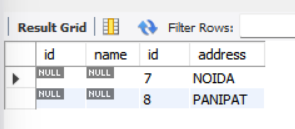 Result Grid Filter Rows:
id name id address
NULL NULL 7 NOIDA
NULL NULL 8 PANIPAT